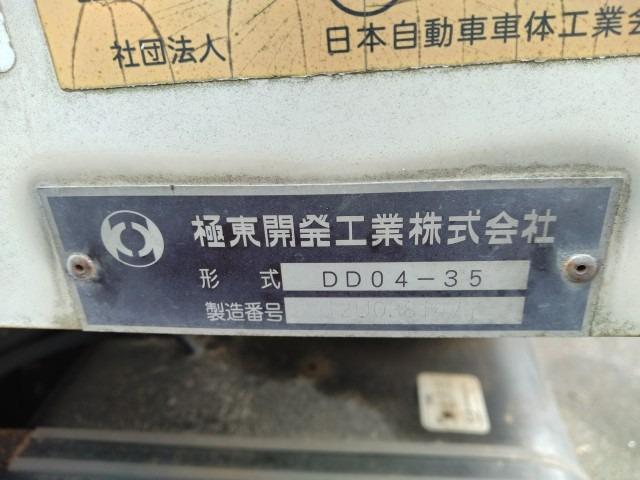 社団法人 日本自動車車体工業会
極東開発工業株式会社
形式 DD04-35
製造番号